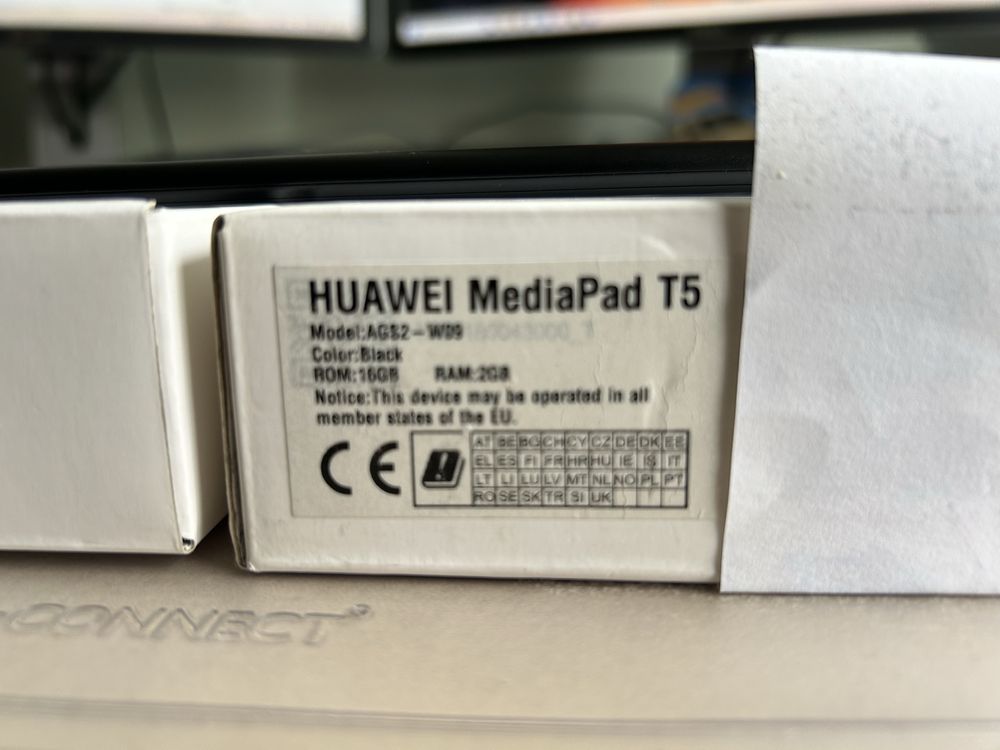 HUAWEI MediaPad T5
Model:AGS2-W09
Color:Black
ROM:16GB RAM:2GB
Notice:This device may be operated in all
member states of the EU.
CE
AT BE BG CH CY CZ DE DK EE
EL ES FI FR HR HU IE IS IT
LT LI LU LV MT NL NO PL PT
RO SE SK TR SI UK
CONNECT